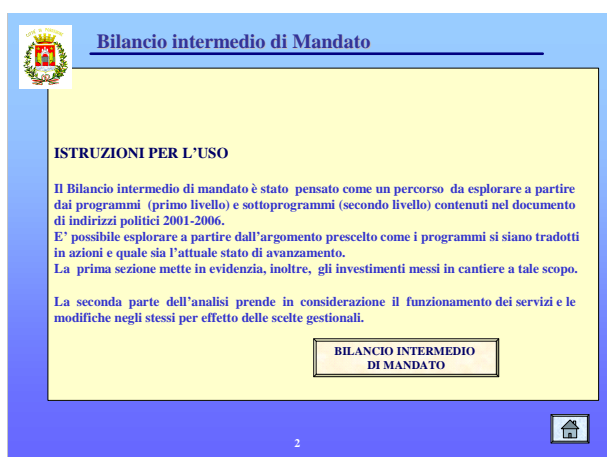 Bilancio intermedio di Mandato
ISTRUZIONI PER L'USO
Il Bilancio intermedio di mandato è stato pensato come un percorso da esplorare a partire
dai programmi (primo livello) e sottoprogrammi (secondo livello) contenuti nel documento
di indirizzi politici 2001-2006.
E' possibile esplorare a partire dall'argomento prescelto come i programmi si siano tradotti
in azioni e quale sia l'attuale stato di avanzamento.
La prima sezione mette in evidenza, inoltre, gli investimenti messi in cantiere a tale scopo.
La seconda parte dell'analisi prende in considerazione il funzionamento dei servizi e le
modifiche negli stessi per effetto delle scelte gestionali.
BILANCIO INTERMEDIO
DI MANDATO
2